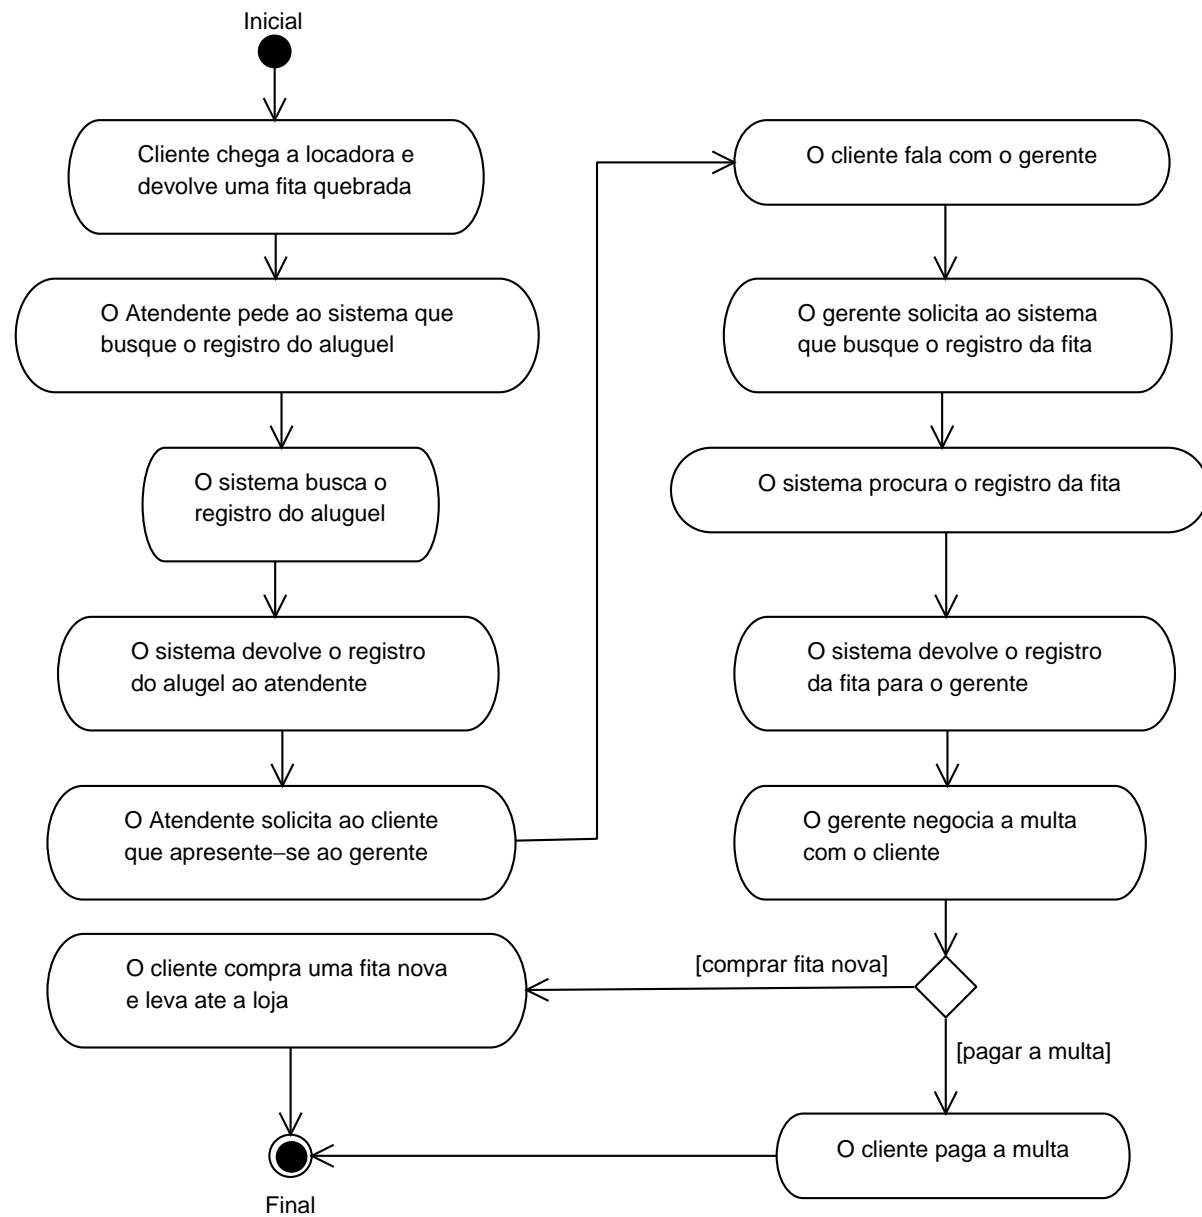 Inicial
Cliente chega a locadora e
devolve uma fita quebrada
O Atendente pede ao sistema que
busque o registro do aluguel
O sistema busca o
registro do aluguel
O sistema devolve o registro
do alugel ao atendente
O Atendente solicita ao cliente
que apresente–se ao gerente
O cliente fala com o gerente
O gerente solicita ao sistema
que busque o registro da fita
O sistema procura o registro da fita
O sistema devolve o registro
da fita para o gerente
O gerente negocia a multa
com o cliente
[comprar fita nova]
O cliente compra uma fita nova
e leva ate a loja
[pagar a multa]
O cliente paga a multa
Final